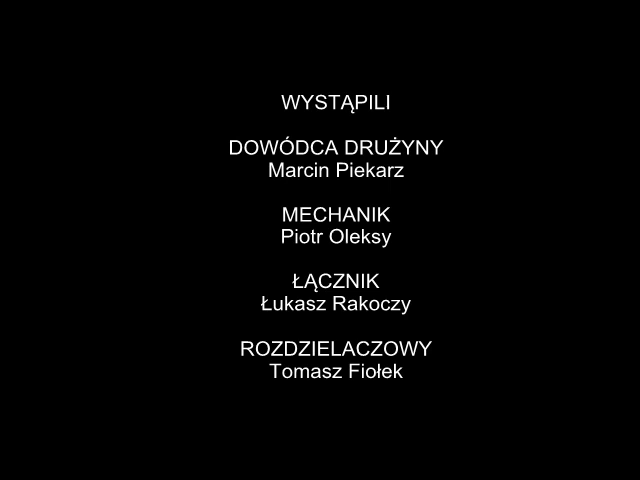 WYSTĄPILI
DOWÓDCA DRUŻYNY
Marcin Piekarz
MECHANIK
Piotr Oleksy
ŁĄCZNIK
Łukasz Rakoczy
ROZDZIELACZOWY
Tomasz Fiołek